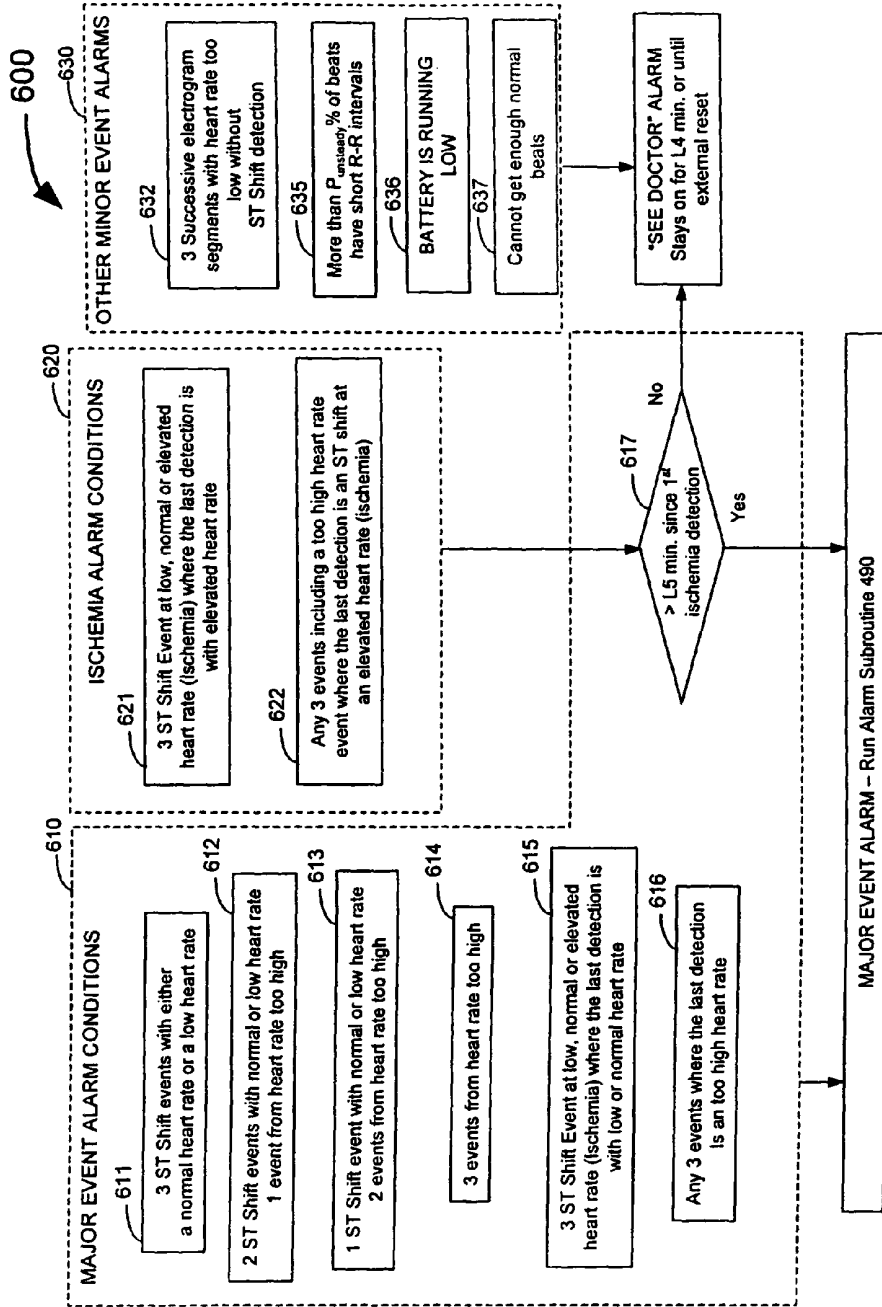 600
610
MAJOR EVENT ALARM CONDITIONS
611
3 ST Shift events with either
a normal heart rate or a low heart rate
612
2 ST Shift events with normal or low heart rate
1 event from heart rate too high
613
1 ST Shift event with normal or low heart rate
2 events from heart rate too high
614
3 events from heart rate too high
615
3 ST Shift Event at low, normal or elevated
heart rate (Ischemia) where the last detection is
with low or normal heart rate
616
Any 3 events where the last detection
Is an too high heart rate
620
ISCHEMIA ALARM CONDITIONS
621
3 ST Shift Event at low, normal or elevated
heart rate (Ischemia) where the last detection is
with elevated heart rate
622
Any 3 events including a too high heart rate
event where the last detection is an ST shift at
an elevated heart rate (ischemia)
630
OTHER MINOR EVENT ALARMS
632
3 Successive electrogram
segments with heart rate too
low without
ST Shift detection
635
More than Punsteady% of beats
have short R-R intervals
636
BATTERY IS RUNNING
LOW
637
Cannot get enough normal
beats
617
> L5 min. since 1st
ischemia detection
No
Yes
"SEE DOCTOR" ALARM
Stays on for L4 min. or until
external reset
MAJOR EVENT ALARM – Run Alarm Subroutine 490